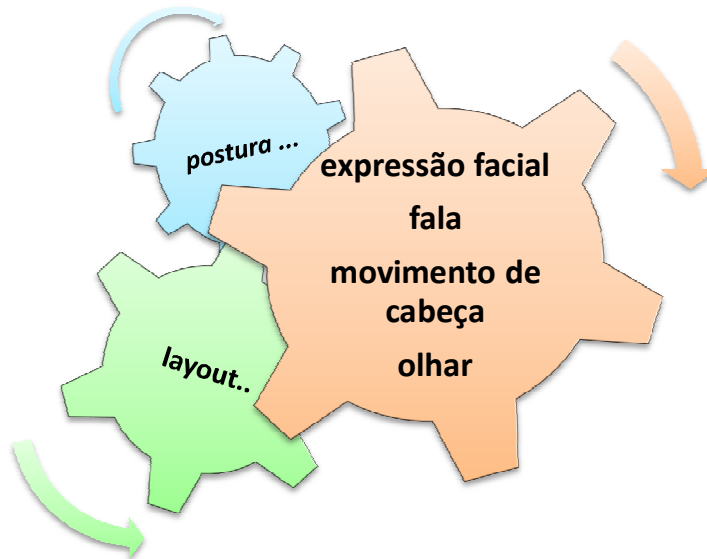 postura ...
expressão facial
fala
movimento de
cabeça
olhar
layout..